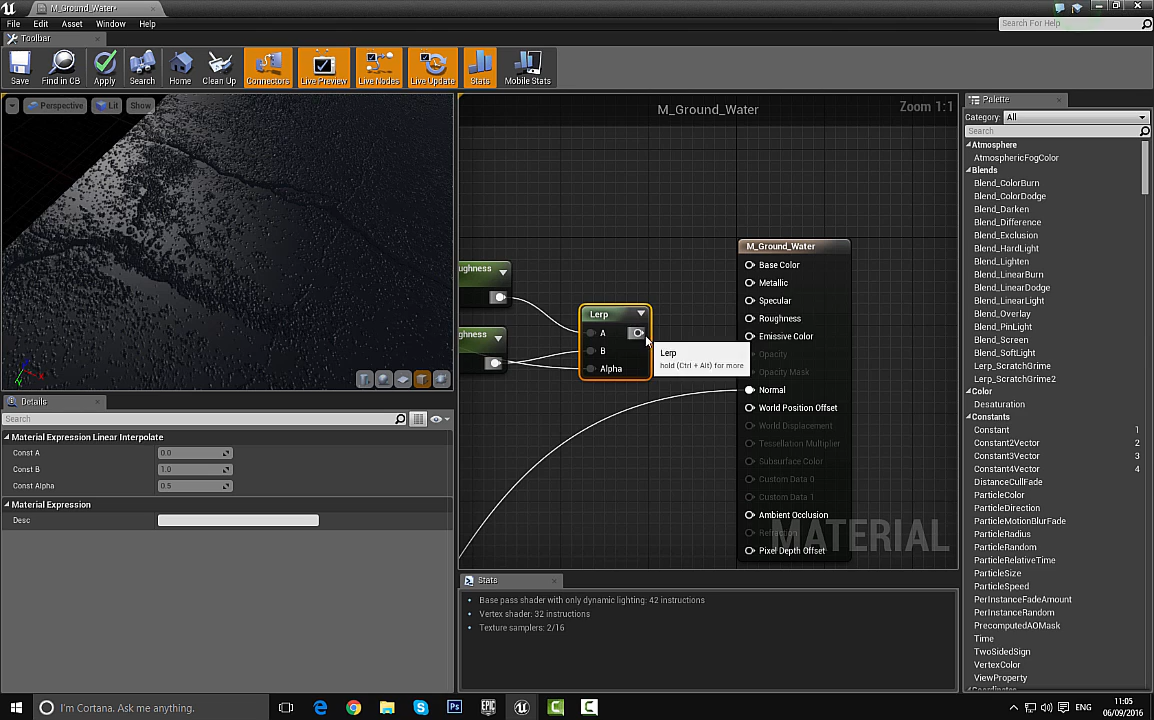 M_Ground_Water*
File Edit Asset Window Help
Search For Help
Toolbar
Save Find in CB Apply Search Home Clean Up Connectors Live Preview Live Nodes Live Update Stats Mobile Stats
Perspective Lit Show
M_Ground_Water
Zoom 1:1
ughness
ghness
Lerp
A
B
Alpha
Lerp
hold (Ctrl + Alt) for more
M_Ground_Water
Base Color
Metallic
Specular
Roughness
Emissive Color
Opacity
Opacity Mask
Normal
World Position Offset
World Displacement
Tessellation Multiplier
Subsurface Color
Custom Data 0
Custom Data 1
Ambient Occlusion
Refraction
Pixel Depth Offset
MATERIAL
Details
Search
Material Expression Linear Interpolate
Const A 0.0
Const B 1.0
Const Alpha 0.5
Material Expression
Desc
Stats
Base pass shader with only dynamic lighting: 42 instructions
Vertex shader: 32 instructions
Texture samplers: 2/16
Palette
Category: All
Search
Atmosphere
AtmosphericFogColor
Blends
Blend_ColorBurn
Blend_ColorDodge
Blend_Darken
Blend_Difference
Blend_Exclusion
Blend_HardLight
Blend_Lighten
Blend_LinearBurn
Blend_LinearDodge
Blend_LinearLight
Blend_Overlay
Blend_PinLight
Blend_Screen
Blend_SoftLight
Lerp_ScratchGrime
Lerp_ScratchGrime2
Color
Desaturation
Constants
Constant 1
Constant2Vector 2
Constant3Vector 3
Constant4Vector 4
DistanceCullFade
ParticleColor
ParticleDirection
ParticleMotionBlurFade
ParticleRadius
ParticleRandom
ParticleRelativeTime
ParticleSize
ParticleSpeed
PerInstanceFadeAmount
PerInstanceRandom
PrecomputedAOMask
Time
TwoSidedSign
VertexColor
ViewProperty
Coordinates
I'm Cortana. Ask me anything.
ENG
11:05
06/09/2016